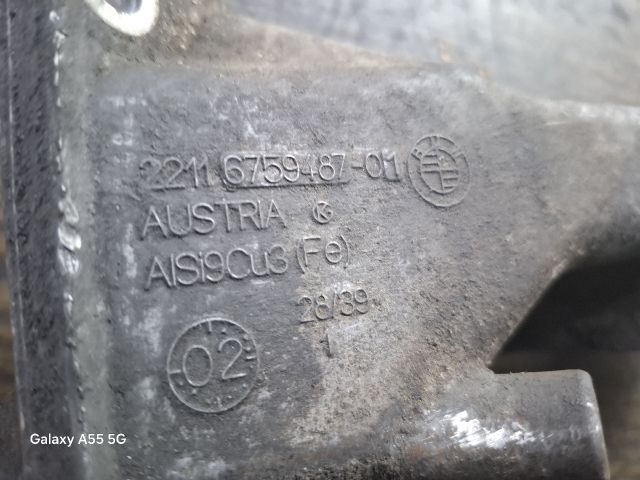 2211 6759487-01
AUSTRIA K
AlSi9Cu3(Fe)
28/39
1
02
Galaxy A55 5G